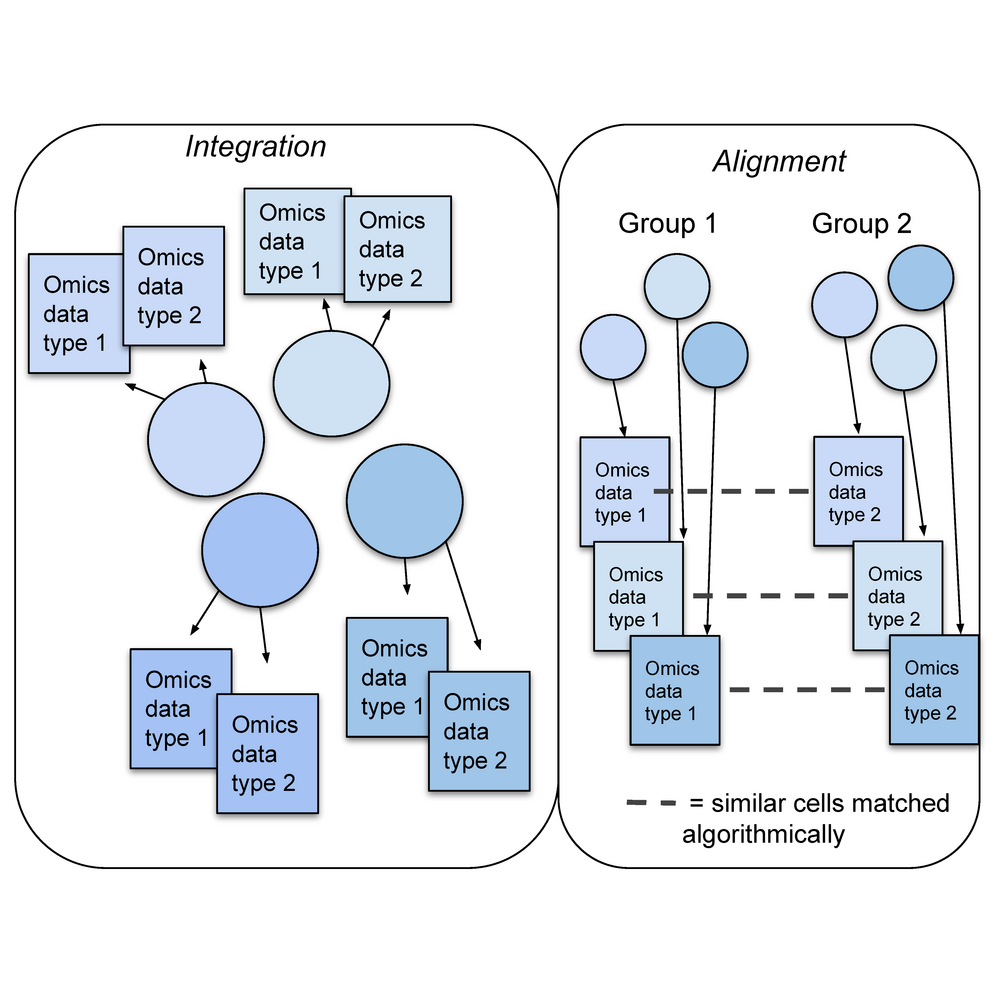 Integration
Omics
data
type 1
Omics
data
type 2
Omics
data
type 1
Omics
data
type 2
Omics
data
type 1
Omics
data
type 2
Omics
data
type 1
Omics
data
type 2
Alignment
Group 1
Group 2
Omics
data
type 1
Omics
data
type 2
Omics
data
type 1
Omics
data
type 2
Omics
data
type 1
Omics
data
type 2
= similar cells matched
algorithmically